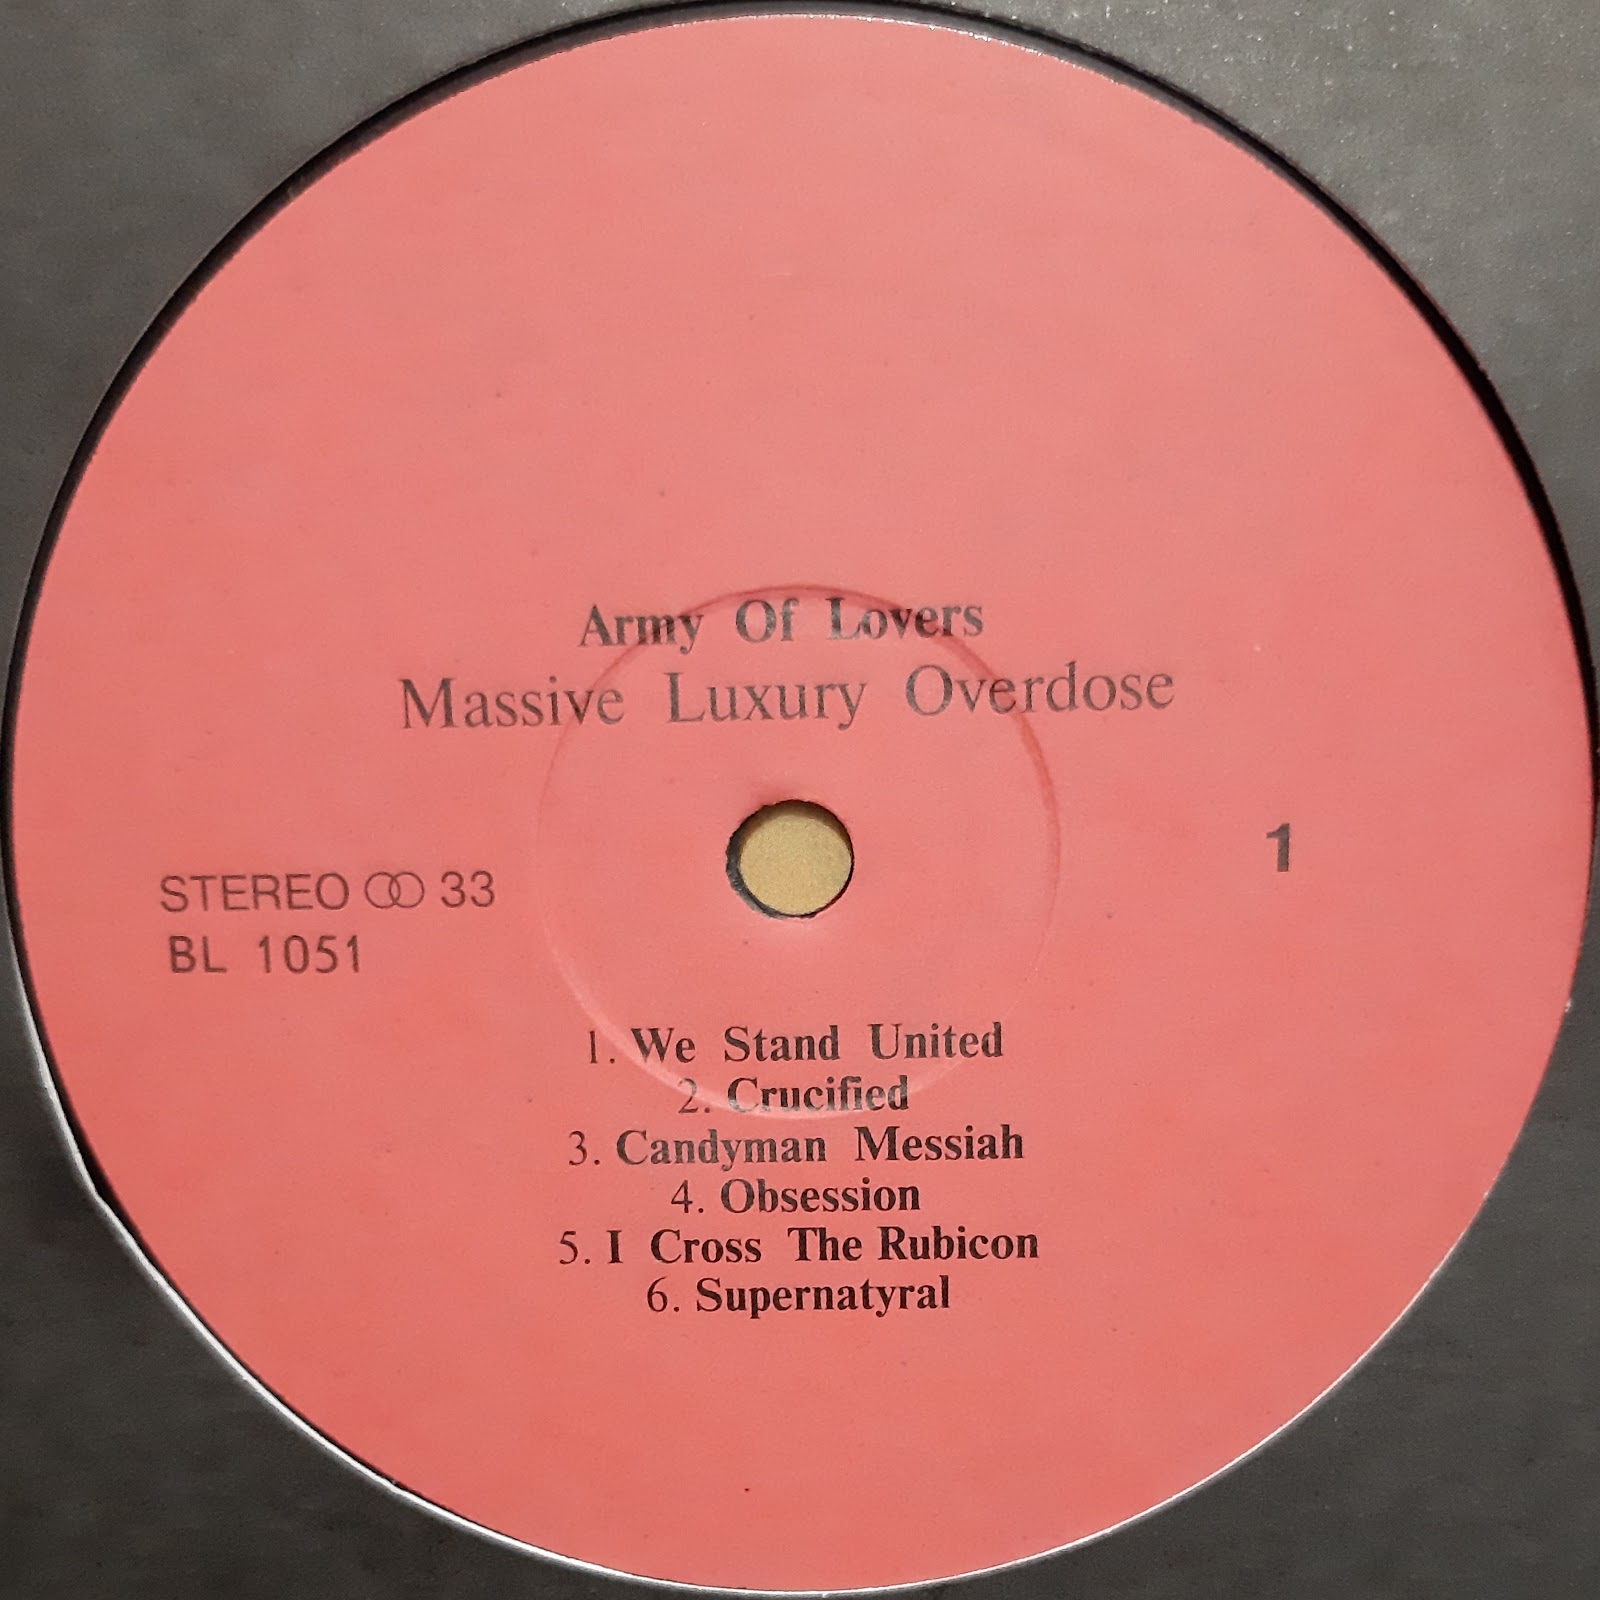 Army Of Lovers
Massive Luxury Overdose
1
STEREO 33
BL 1051
1. We Stand United
2. Crucified
3. Candyman Messiah
4. Obsession
5. I Cross The Rubicon
6. Supernatyral